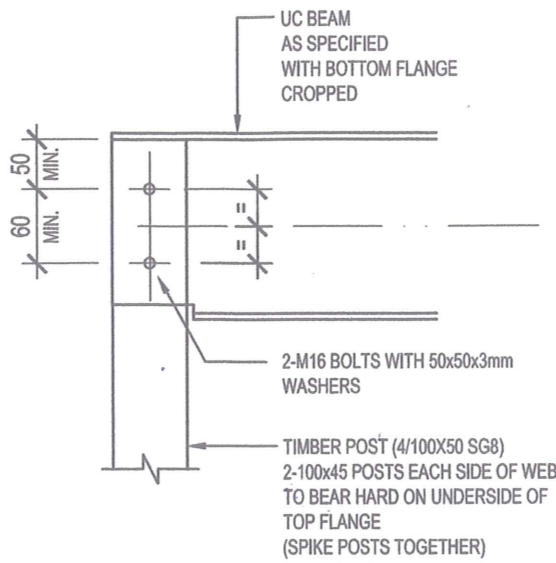 UC BEAM
AS SPECIFIED
WITH BOTTOM FLANGE
CROPPED
50
MIN.
60
MIN.
=
=
2-M16 BOLTS WITH 50x50x3mm
WASHERS
TIMBER POST (4/100X50 SG8)
2-100x45 POSTS EACH SIDE OF WEB
TO BEAR HARD ON UNDERSIDE OF
TOP FLANGE
(SPIKE POSTS TOGETHER)